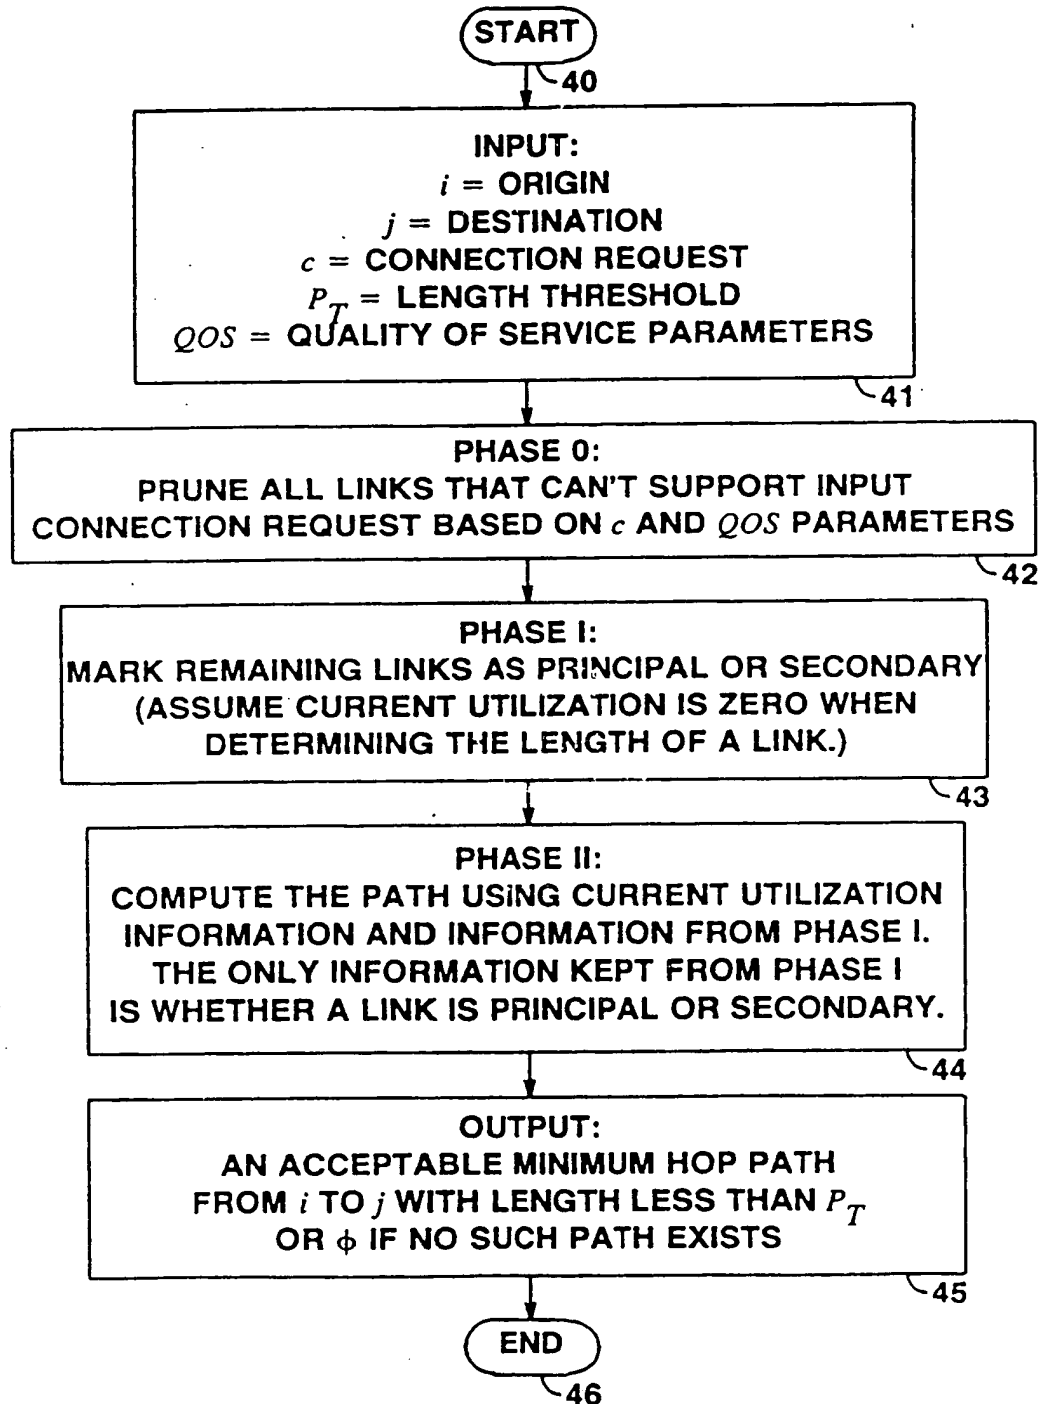 START
40
INPUT:
i = ORIGIN
j = DESTINATION
c = CONNECTION REQUEST
P_T = LENGTH THRESHOLD
QOS = QUALITY OF SERVICE PARAMETERS
41
PHASE 0:
PRUNE ALL LINKS THAT CAN'T SUPPORT INPUT
CONNECTION REQUEST BASED ON c AND QOS PARAMETERS
42
PHASE I:
MARK REMAINING LINKS AS PRINCIPAL OR SECONDARY
(ASSUME CURRENT UTILIZATION IS ZERO WHEN
DETERMINING THE LENGTH OF A LINK.)
43
PHASE II:
COMPUTE THE PATH USING CURRENT UTILIZATION
INFORMATION AND INFORMATION FROM PHASE I.
THE ONLY INFORMATION KEPT FROM PHASE I
IS WHETHER A LINK IS PRINCIPAL OR SECONDARY.
44
OUTPUT:
AN ACCEPTABLE MINIMUM HOP PATH
FROM i TO j WITH LENGTH LESS THAN P_T
OR ϕ IF NO SUCH PATH EXISTS
45
END
46